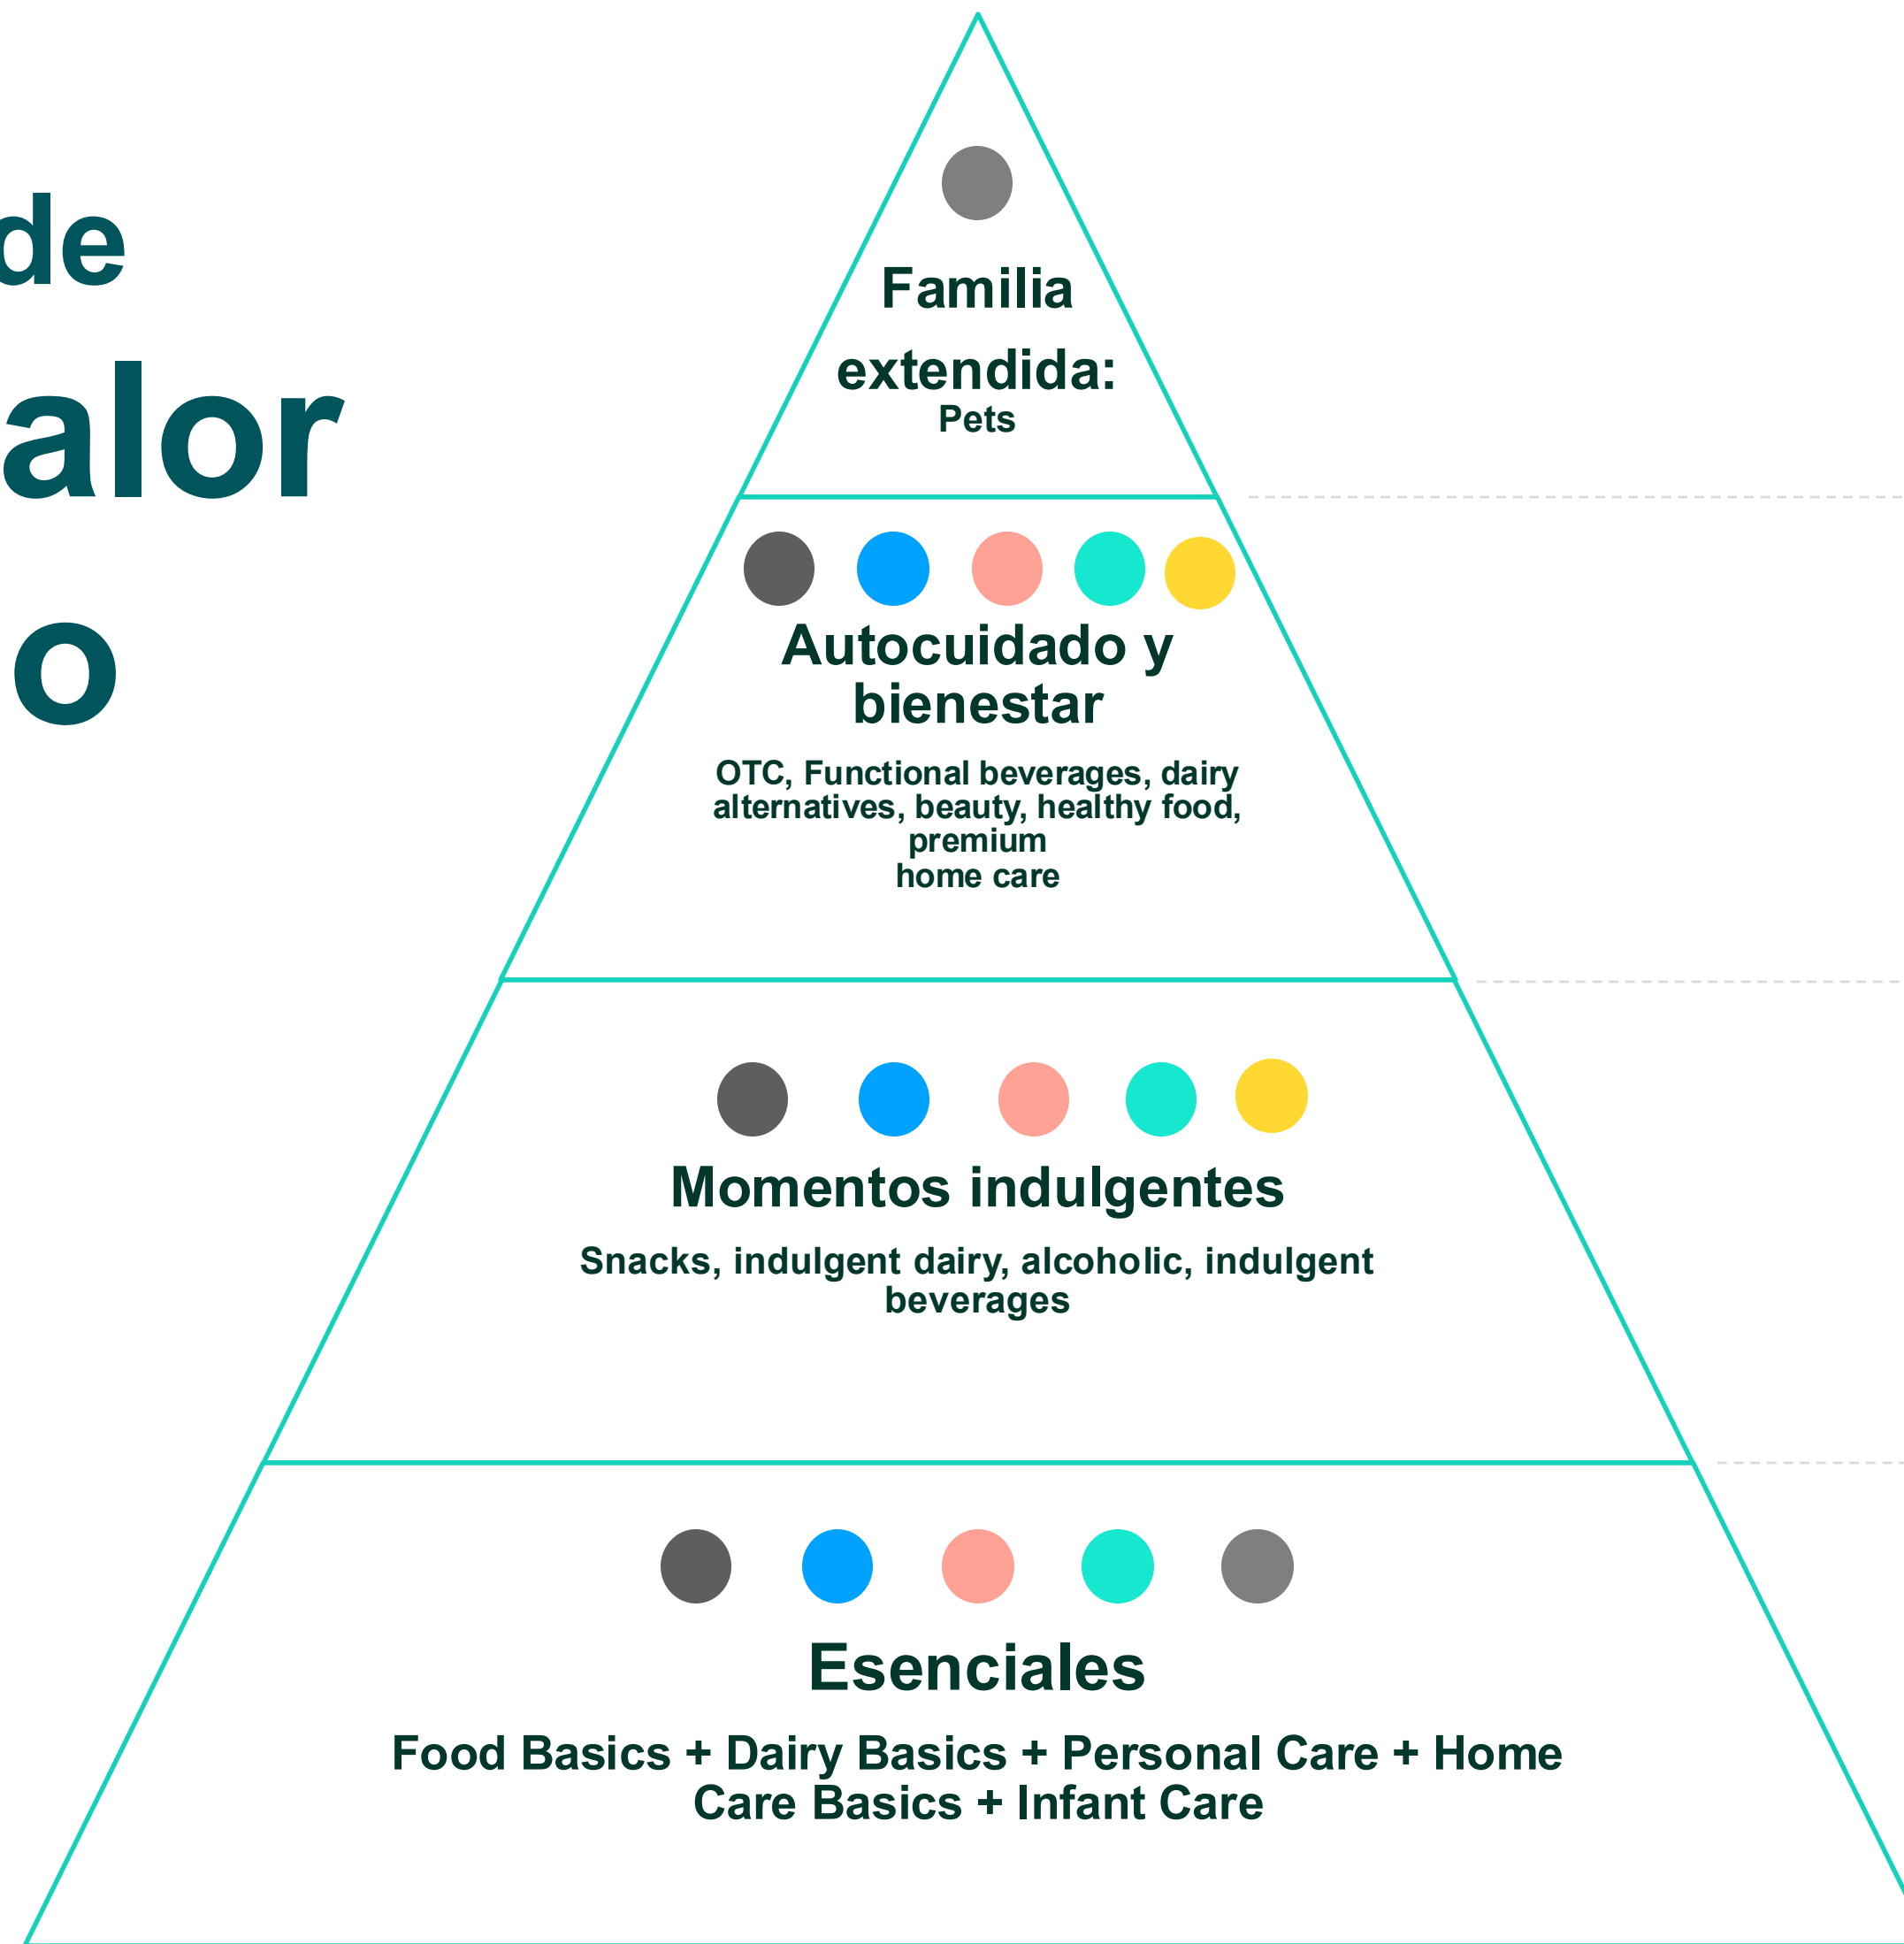 de
alor
o
Familia
extendida:
Pets
Autocuidado y
bienestar
OTC, Functional beverages, dairy
alternatives, beauty, healthy food,
premium
home care
Momentos indulgentes
Snacks, indulgent dairy, alcoholic, indulgent
beverages
Esenciales
Food Basics + Dairy Basics + Personal Care + Home
Care Basics + Infant Care